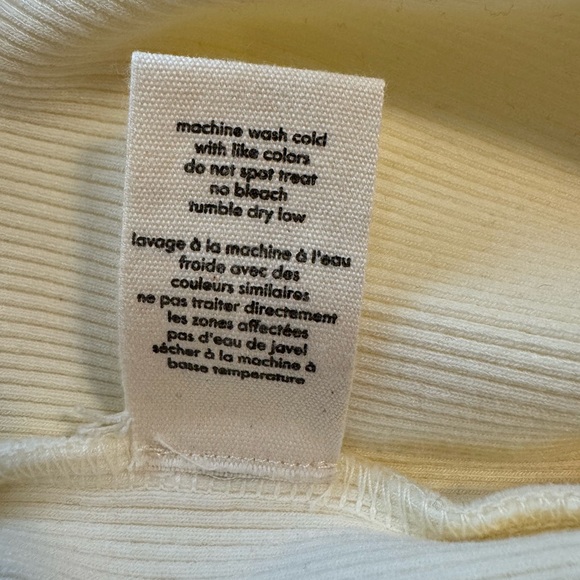 machine wash cold
with like colors
do not spot treat
no bleach
tumble dry low
lavage à la machine à l'eau
froide avec des
couleurs similaires
ne pas traiter directement
les zones affectées
pas d'eau de javel
sécher à la machine à
basse temperature